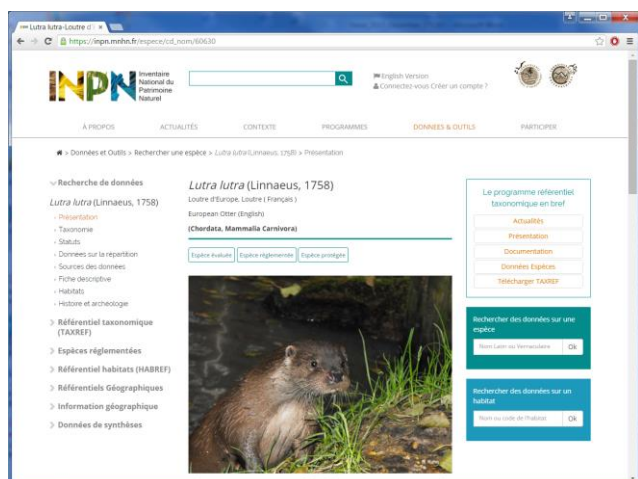 Lutra lutra-Loutre d'E
https://inpn.mnhn.fr/espece/cd_nom/60630
INPN
Inventaire
National du
Patrimoine
Naturel
English Version
Connectez-vous Créer un compte ?
À PROPOS
ACTUALITÉS
CONTEXTE
PROGRAMMES
DONNEES & OUTILS
PARTICIPER
> Données et Outils > Rechercher une espèce > Lutra lutra (Linnaeus, 1758) > Présentation
Recherche de données
Lutra lutra (Linnaeus, 1758)
Présentation
Taxonomie
Statuts
Données sur la répartition
Sources des données
Fiche descriptive
Habitats
Histoire et archéologie
Référentiel taxonomique
(TAXREF)
Espèces réglementées
Référentiel habitats (HABREF)
Référentiels Géographiques
Information géographique
Données de synthèses
Lutra lutra (Linnaeus, 1758)
Loutre d'Europe, Loutre ( Français )
European Otter (English)
(Chordata, Mammalia Carnivora)
Espèce évaluée
Espèce réglementée
Espèce protégée
Le programme référentiel
taxonomique en bref
Actualités
Présentation
Documentation
Données Espèces
Télécharger TAXREF
Rechercher des données sur une
espèce
Nom Latin ou Vernaculaire
Ok
Rechercher des données sur un
habitat
Nom ou code de l'habitat
Ok